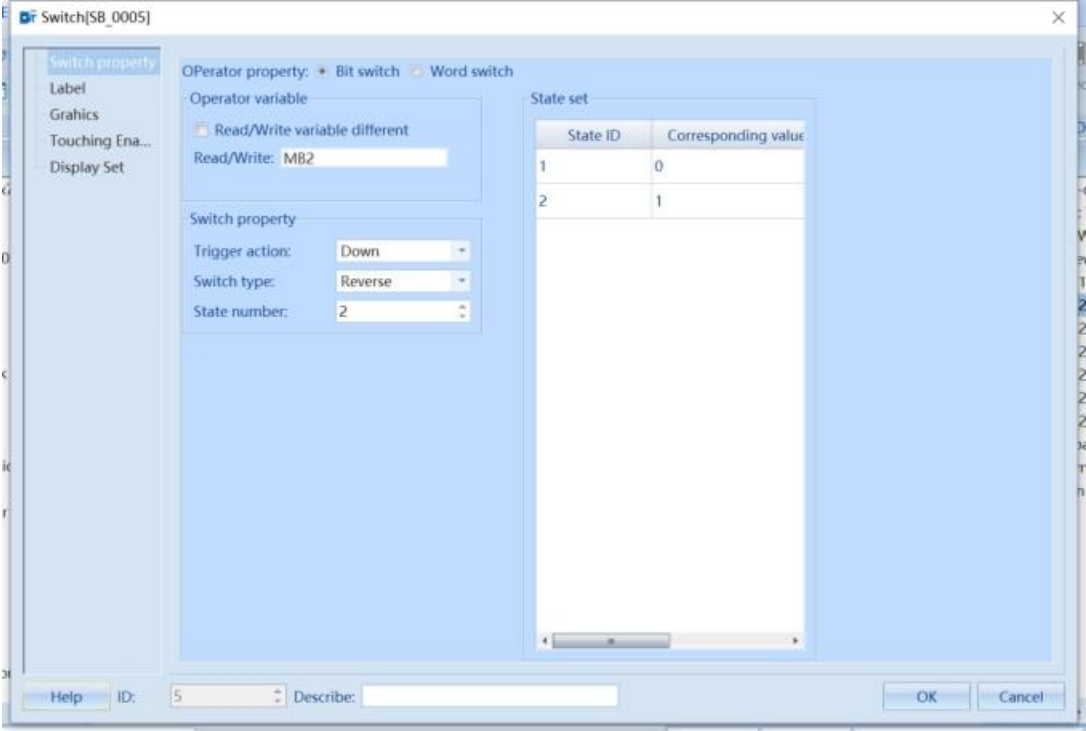 Switch[SB_0005]
Switch property
Label
Grahics
Touching Ena...
Display Set
OPerator property: Bit switch Word switch
Operator variable
Read/Write variable different
Read/Write: MB2
Switch property
Trigger action: Down
Switch type: Reverse
State number: 2
State set
State ID Corresponding value
1 0
2 1
Help ID: 5 Describe:
OK Cancel